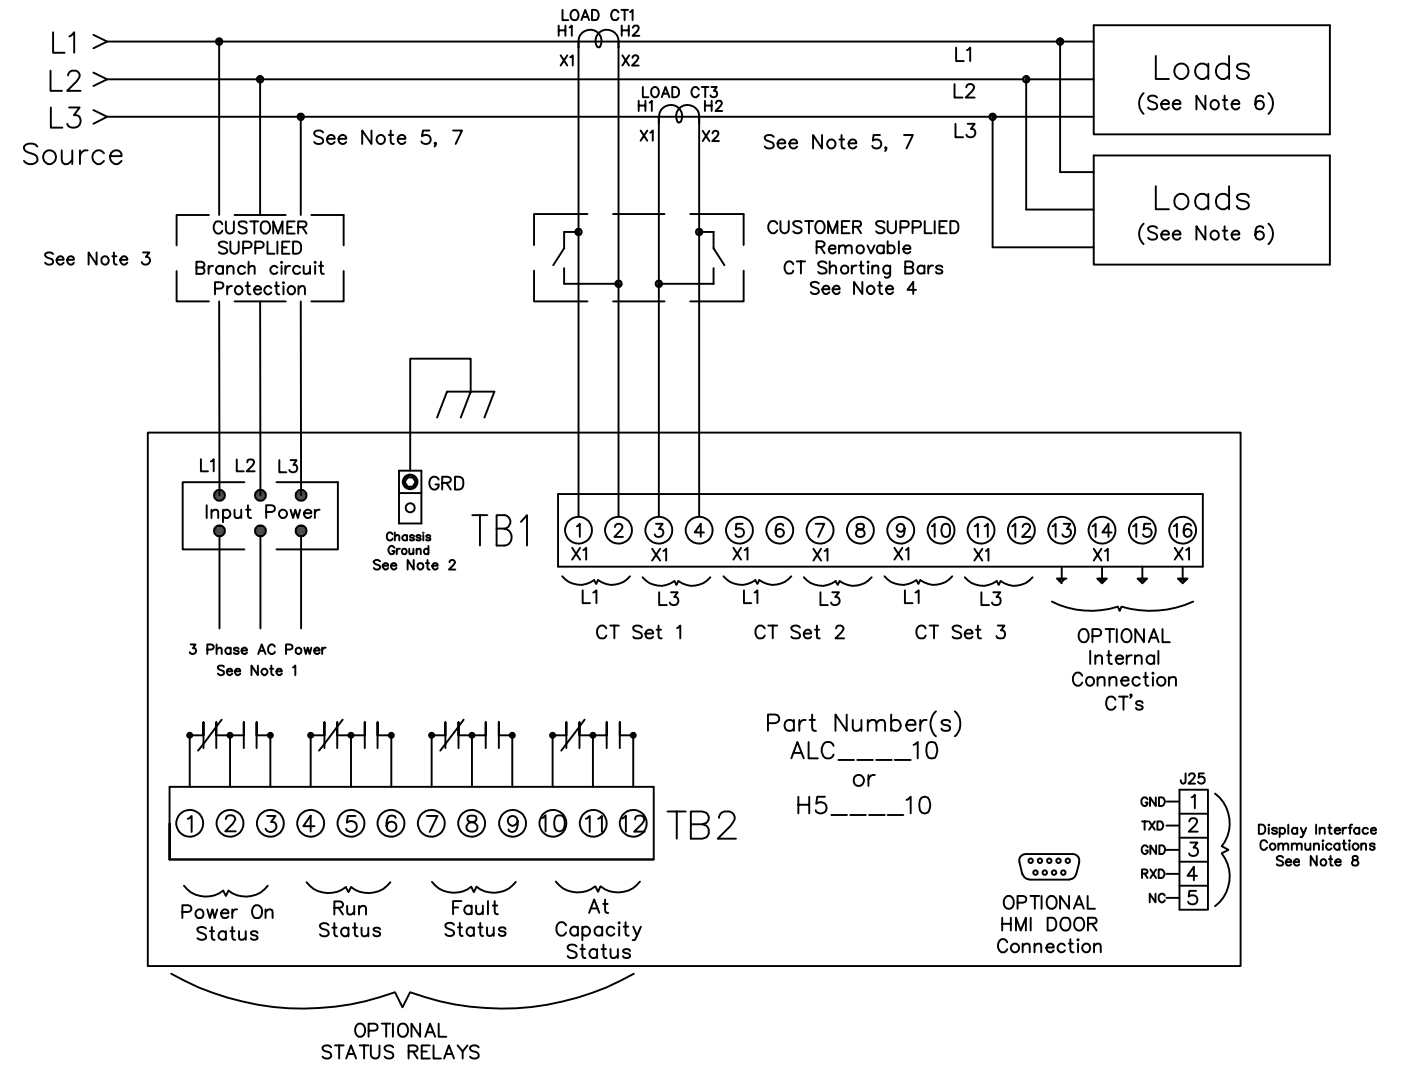 LOAD CT1
H1 H2
L1
X1 X2
L1
L2
LOAD CT3
H1 H2
L2
L3
X1 X2
L3
Source
See Note 5, 7
See Note 5, 7
Loads
(See Note 6)
Loads
(See Note 6)
See Note 3
CUSTOMER
SUPPLIED
Branch circuit
Protection
CUSTOMER SUPPLIED
Removable
CT Shorting Bars
See Note 4
L1 L2 L3
Input Power
3 Phase AC Power
See Note 1
GRD
Chassis
Ground
See Note 2
TB1
1 2 3 4 5 6 7 8 9 10 11 12 13 14 15 16
X1 X1 X1 X1 X1 X1 X1 X1
L1 L3 L1 L3 L1 L3
CT Set 1 CT Set 2 CT Set 3
OPTIONAL
Internal
Connection
CT's
Part Number(s)
ALC____10
or
H5____10
1 2 3 4 5 6 7 8 9 10 11 12
TB2
Power On
Status
Run
Status
Fault
Status
At
Capacity
Status
OPTIONAL
STATUS RELAYS
OPTIONAL
HMI DOOR
Connection
J25
GND 1
TXD 2
GND 3
RXD 4
NC 5
Display Interface
Communications
See Note 8